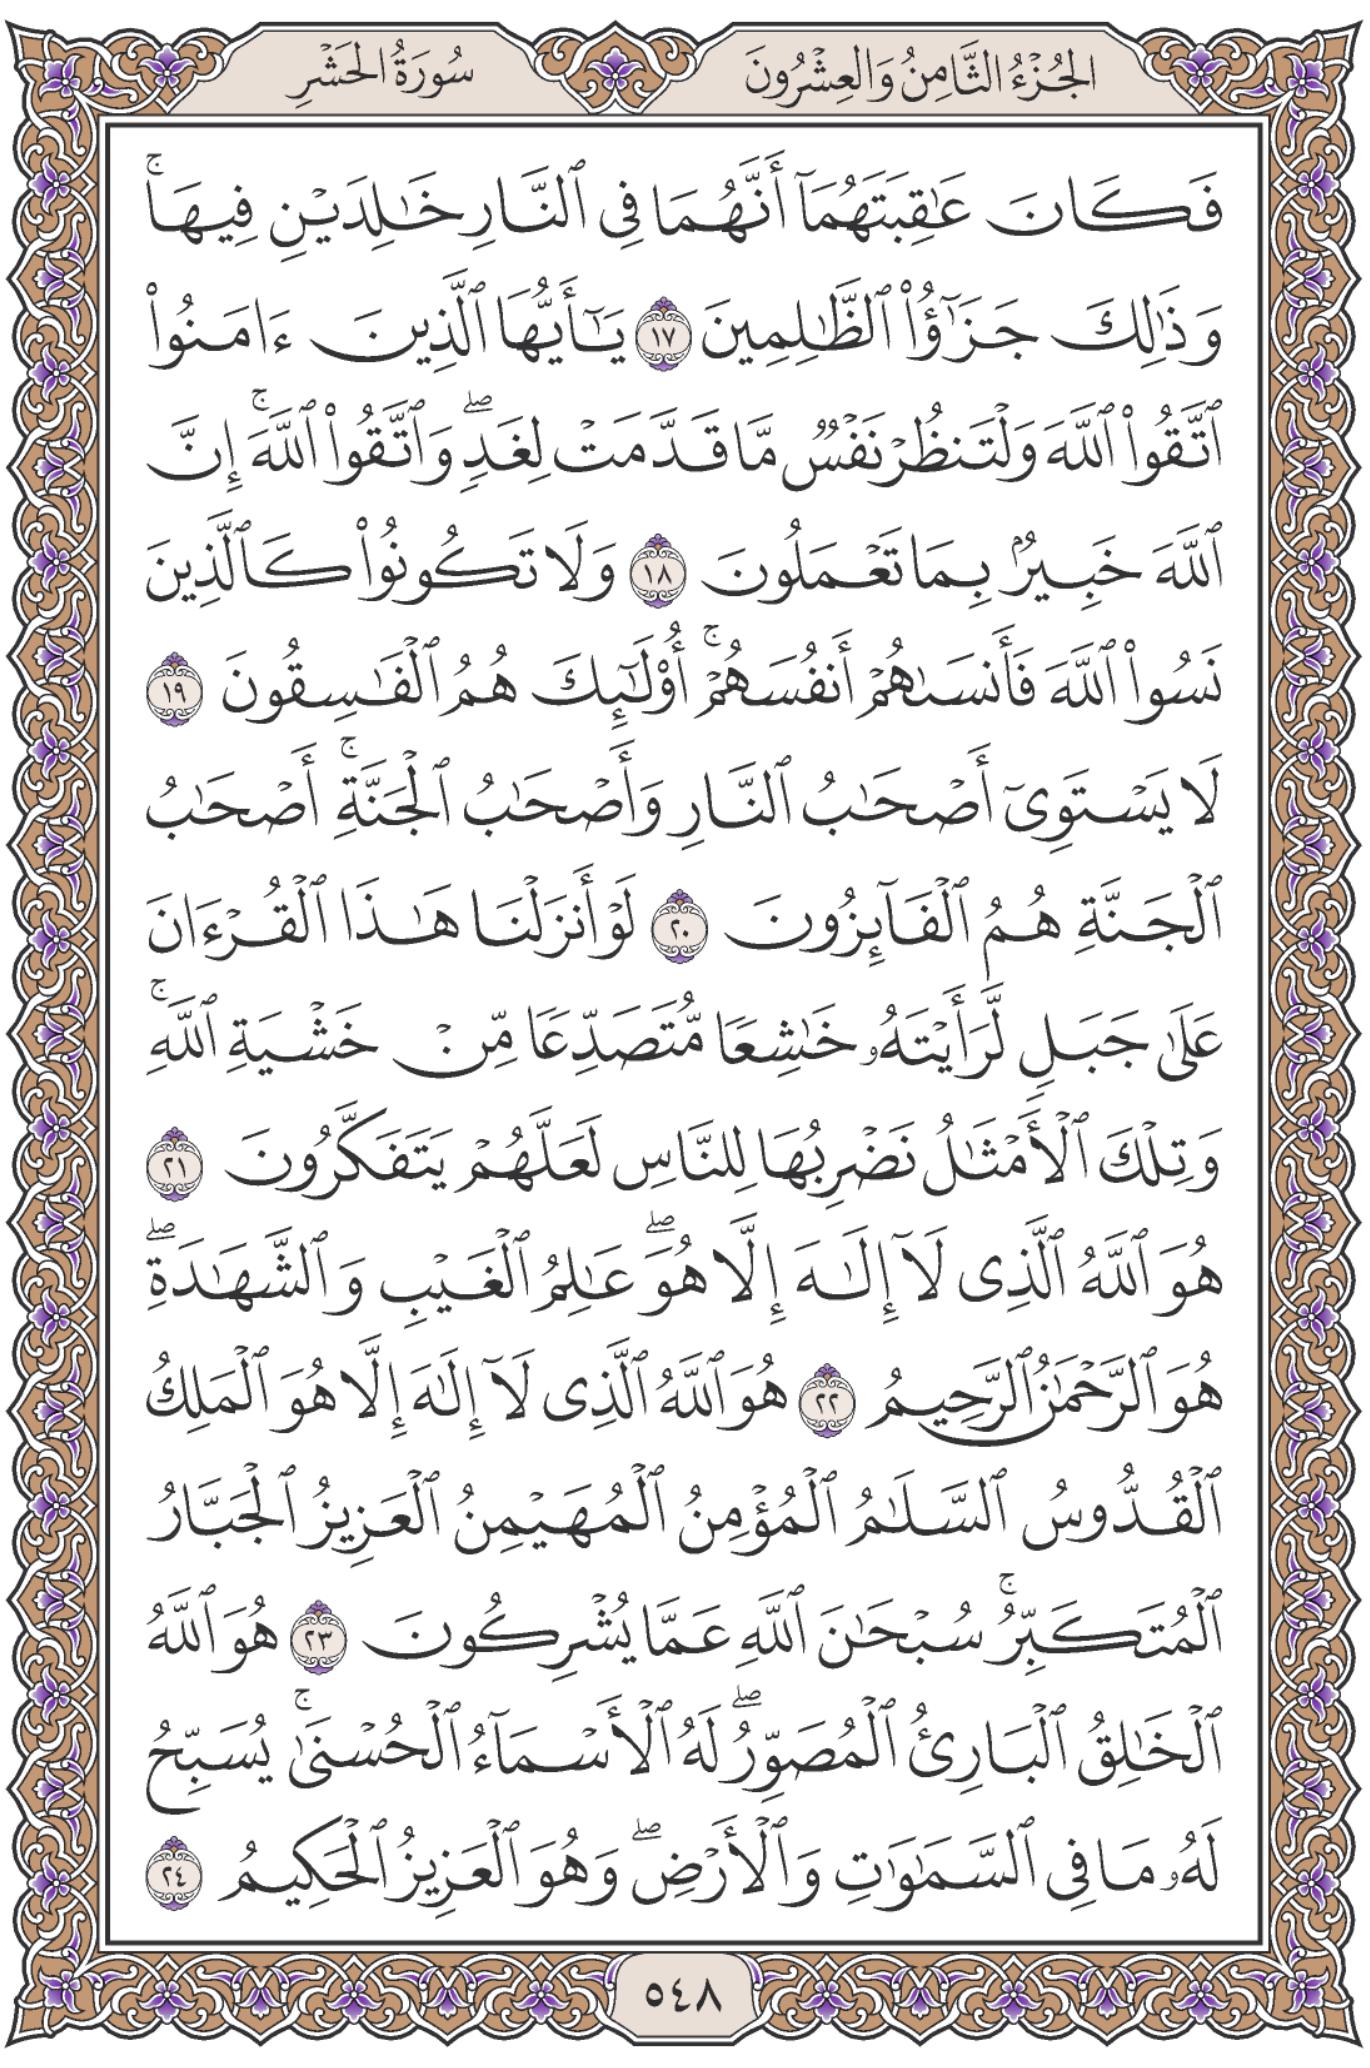 الجُزْءُ الثَّامِنُ وَالعِشْرُونَ
سُورَةُ الحَشْرِ
فَكَانَ عَٰقِبَتَهُمَآ أَنَّهُمَا فِى ٱلنَّارِ خَٰلِدَيْنِ فِيهَاۚ
وَذَٰلِكَ جَزَٰٓؤُا۟ ٱلظَّٰلِمِينَ ١٧ يَٰٓأَيُّهَا ٱلَّذِينَ ءَامَنُوا۟
ٱتَّقُوا۟ ٱللَّهَ وَلْتَنظُرْ نَفْسٌ مَّا قَدَّمَتْ لِغَدٍۖ وَٱتَّقُوا۟ ٱللَّهَۚ إِنَّ
ٱللَّهَ خَبِيرٌۢ بِمَا تَعْمَلُونَ ١٨ وَلَا تَكُونُوا۟ كَٱلَّذِينَ
نَسُوا۟ ٱللَّهَ فَأَنسَىٰهُمْ أَنفُسَهُمْۚ أُو۟لَٰٓئِكَ هُمُ ٱلْفَٰسِقُونَ ١٩
لَا يَسْتَوِىٓ أَصْحَٰبُ ٱلنَّارِ وَأَصْحَٰبُ ٱلْجَنَّةِۚ أَصْحَٰبُ
ٱلْجَنَّةِ هُمُ ٱلْفَآئِزُونَ ٢٠ لَوْ أَنزَلْنَا هَٰذَا ٱلْقُرْءَانَ
عَلَىٰ جَبَلٍ لَّرَأَيْتَهُۥ خَٰشِعًا مُّتَصَدِّعًا مِّنْ خَشْيَةِ ٱللَّهِۚ
وَتِلْكَ ٱلْأَمْثَٰلُ نَضْرِبُهَا لِلنَّاسِ لَعَلَّهُمْ يَتَفَكَّرُونَ ٢١
هُوَ ٱللَّهُ ٱلَّذِى لَآ إِلَٰهَ إِلَّا هُوَۖ عَٰلِمُ ٱلْغَيْبِ وَٱلشَّهَٰدَةِۖ
هُوَ ٱلرَّحْمَٰنُ ٱلرَّحِيمُ ٢٢ هُوَ ٱللَّهُ ٱلَّذِى لَآ إِلَٰهَ إِلَّا هُوَ ٱلْمَلِكُ
ٱلْقُدُّوسُ ٱلسَّلَٰمُ ٱلْمُؤْمِنُ ٱلْمُهَيْمِنُ ٱلْعَزِيزُ ٱلْجَبَّارُ
ٱلْمُتَكَبِّرُۚ سُبْحَٰنَ ٱللَّهِ عَمَّا يُشْرِكُونَ ٢٣ هُوَ ٱللَّهُ
ٱلْخَٰلِقُ ٱلْبَارِئُ ٱلْمُصَوِّرُۖ لَهُ ٱلْأَسْمَآءُ ٱلْحُسْنَىٰۚ يُسَبِّحُ
لَهُۥ مَا فِى ٱلسَّمَٰوَٰتِ وَٱلْأَرْضِۖ وَهُوَ ٱلْعَزِيزُ ٱلْحَكِيمُ ٢٤
٥٤٨